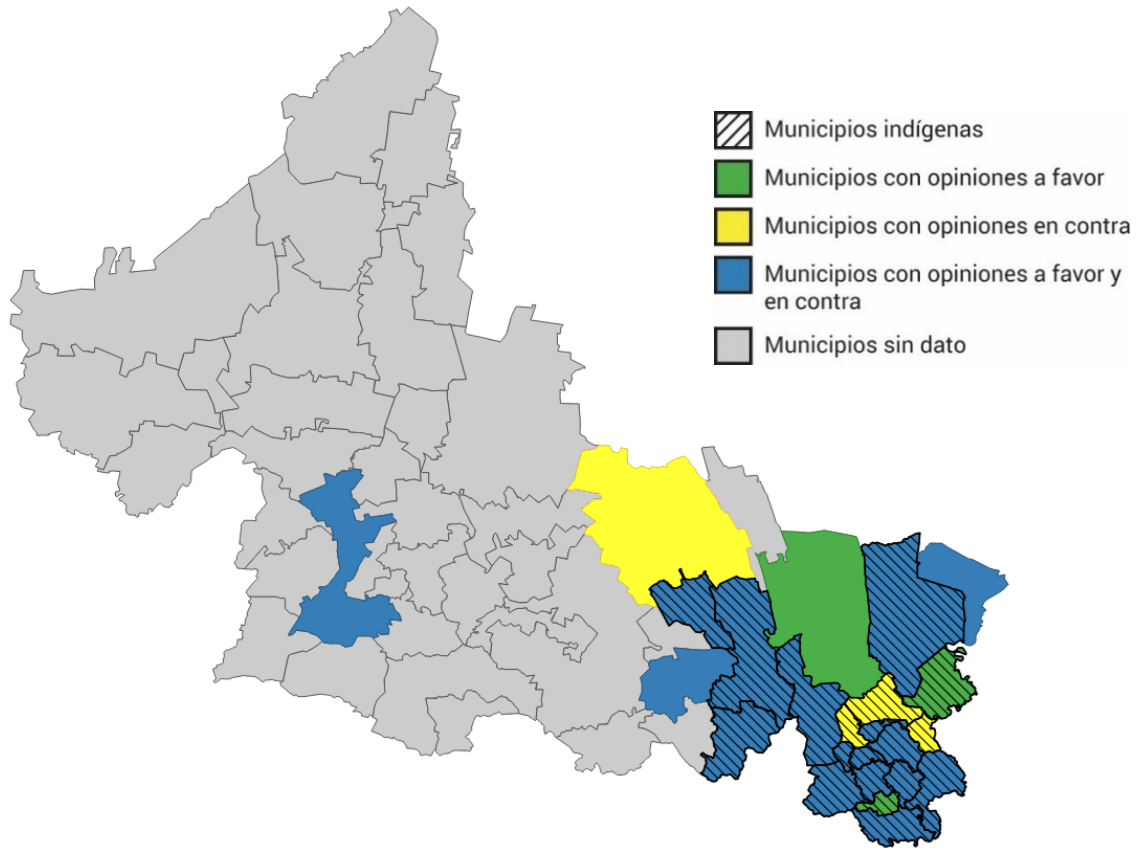 Municipios indígenas
Municipios con opiniones a favor
Municipios con opiniones en contra
Municipios con opiniones a favor y
en contra
Municipios sin dato